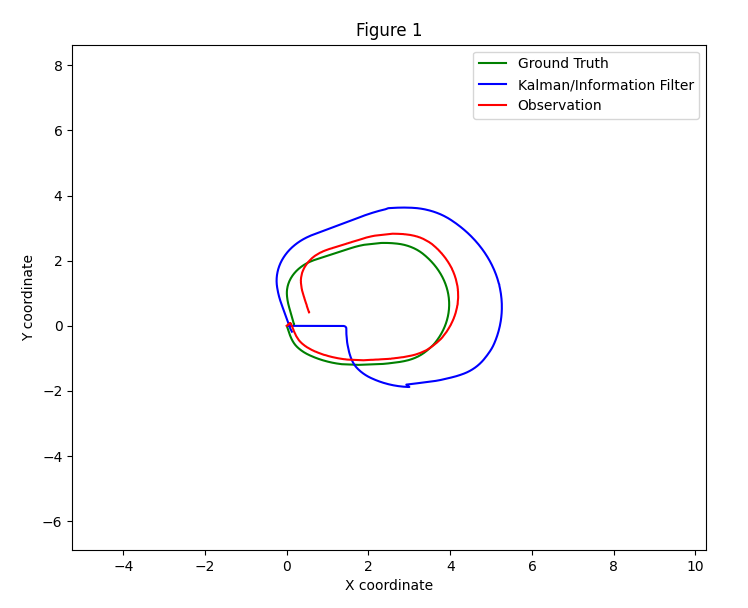 Figure 1
Ground Truth
Kalman/Information Filter
Observation
8
6
4
2
0
−2
−4
−6
Y coordinate
−4 −2 0 2 4 6 8 10
X coordinate